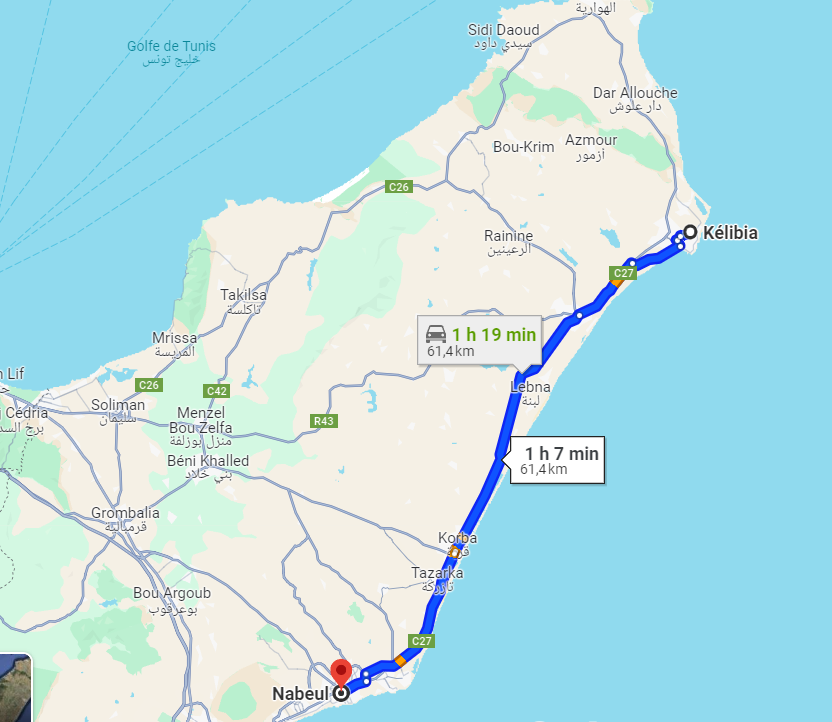 الهوارية
Sidi Daoud
سيدي داود
Golfe de Tunis
خليج تونس
Dar Allouche
دار علوش
Azmour
أزمور
Bou-Krim
C26
Kélibia
Rainine
الرعينين
C27
Takilsa
تاكلسة
1 h 19 min
61,4 km
Mrissa
المريسة
n Lif
C26
C42
Lebna
لبنة
Soliman
سليمان
Cédria
برج السد
Menzel
Bou Zelfa
منزل بوزلفة
R43
1 h 7 min
61,4 km
Béni Khalled
بني خلاد
Grombalia
قرمبالية
Korba
قربة
Tazarka
تازركة
Bou Argoub
بوعرقوب
C27
Nabeul